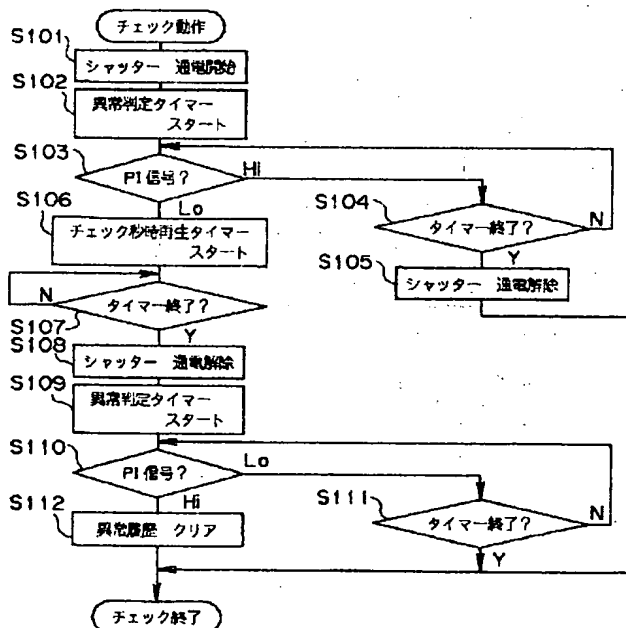 チェック動作
S101
シャッター 通電開始
S102
異常判定タイマー
スタート
S103
PI信号?
Hi
Lo
S104
タイマー終了?
N
Y
S105
シャッター 通電解除
S106
チェック秒時再生タイマー
スタート
N
S107
タイマー終了?
Y
S108
シャッター 通電解除
S109
異常判定タイマー
スタート
S110
PI信号?
Lo
Hi
S111
タイマー終了?
N
Y
S112
異常履歴 クリア
チェック終了